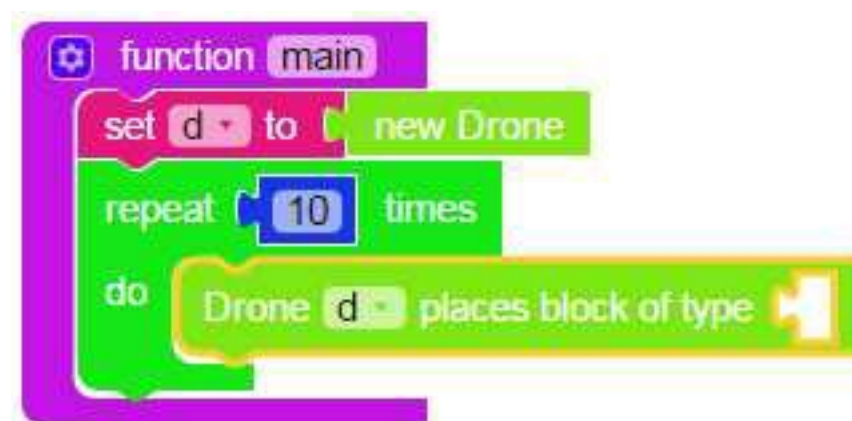 function main
set d to new Drone
repeat 10 times
do Drone d places block of type